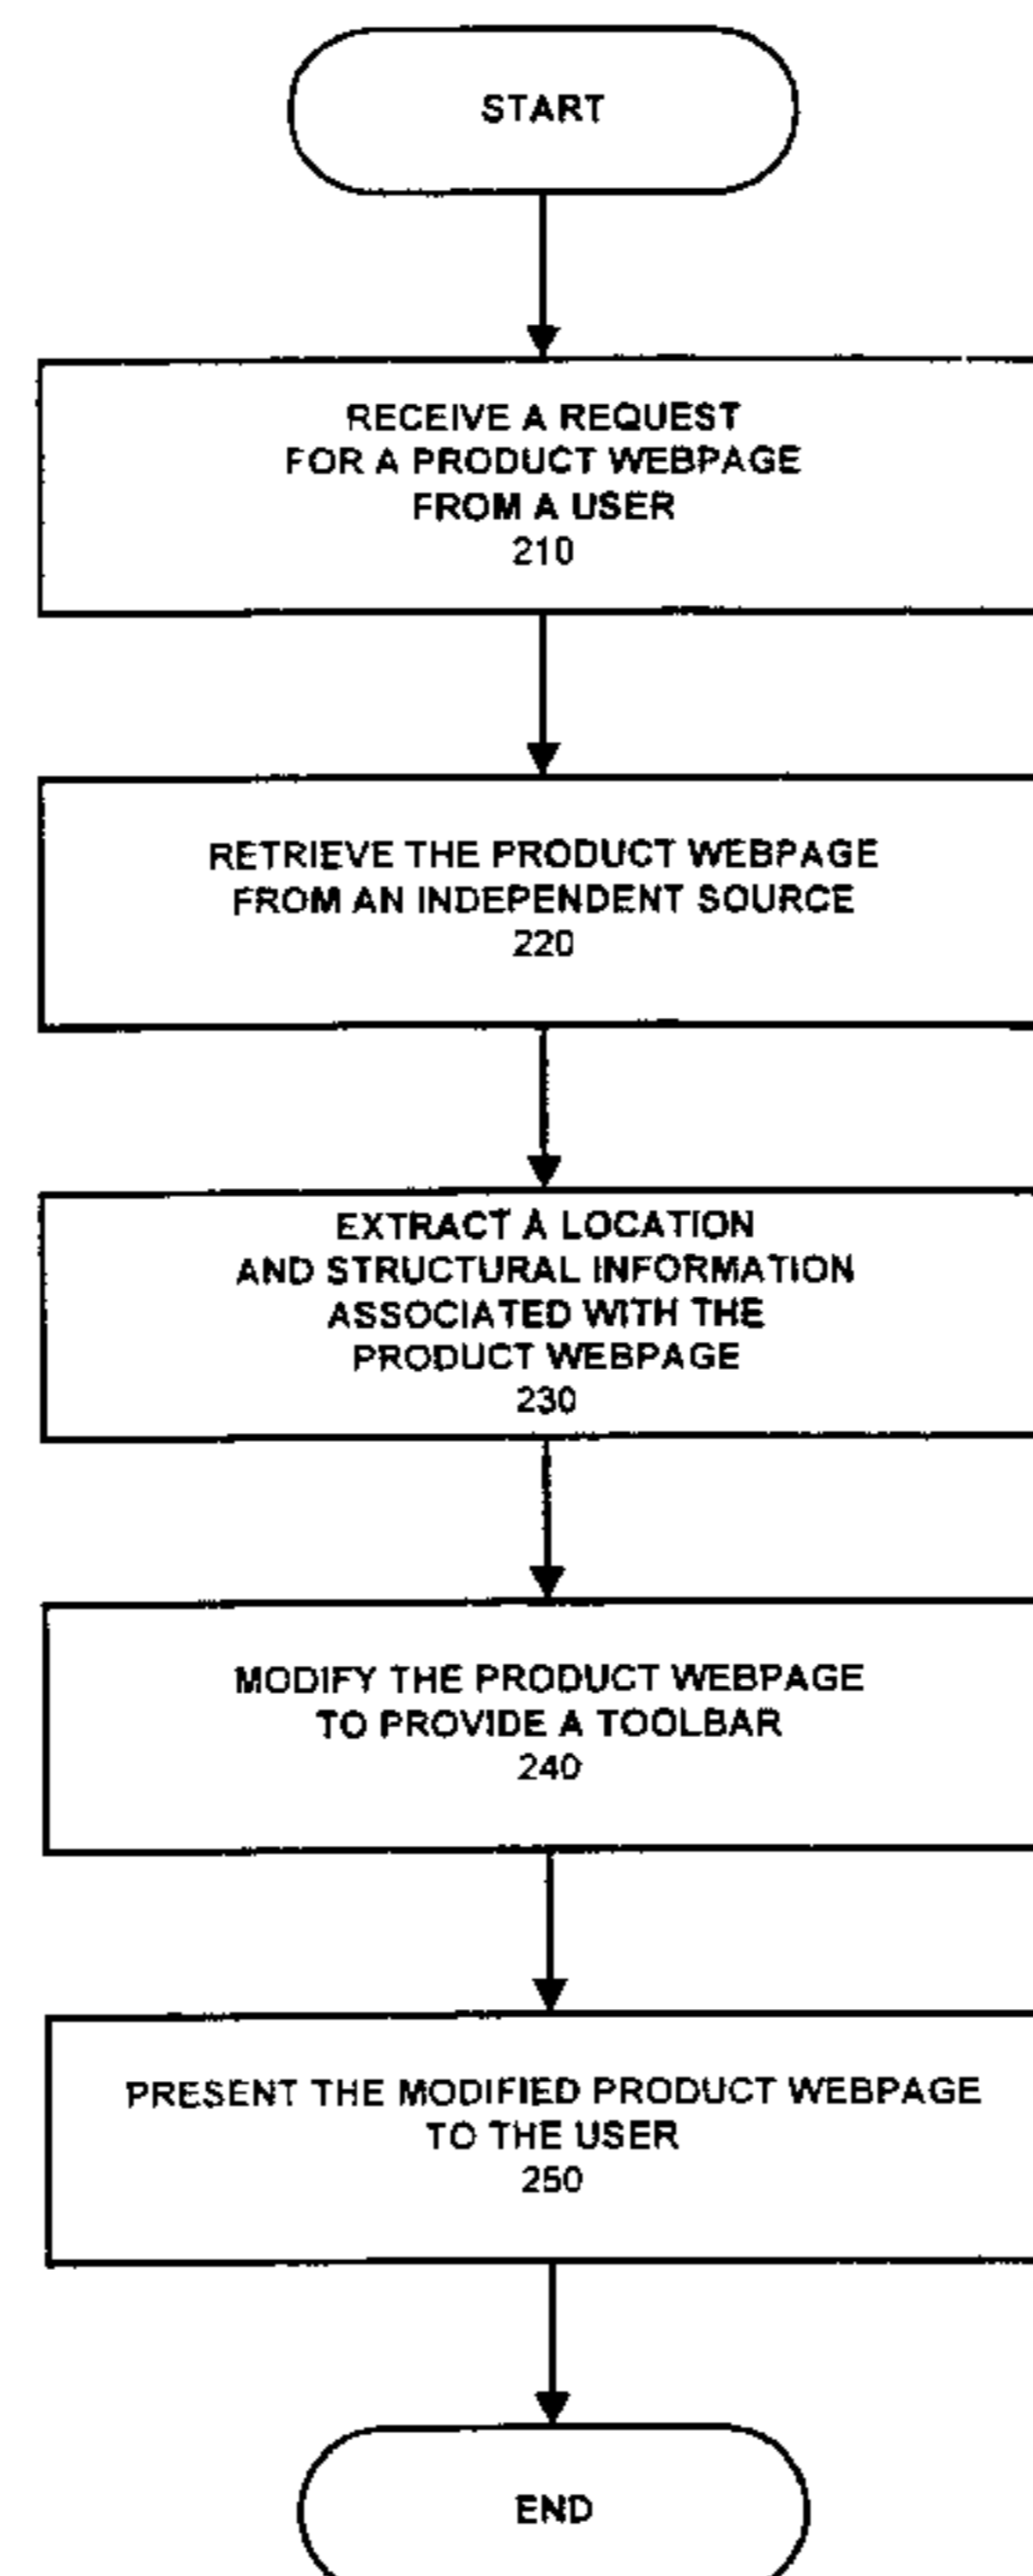 START
RECEIVE A REQUEST
FOR A PRODUCT WEBPAGE
FROM A USER
210
RETRIEVE THE PRODUCT WEBPAGE
FROM AN INDEPENDENT SOURCE
220
EXTRACT A LOCATION
AND STRUCTURAL INFORMATION
ASSOCIATED WITH THE
PRODUCT WEBPAGE
230
MODIFY THE PRODUCT WEBPAGE
TO PROVIDE A TOOLBAR
240
PRESENT THE MODIFIED PRODUCT WEBPAGE
TO THE USER
250
END